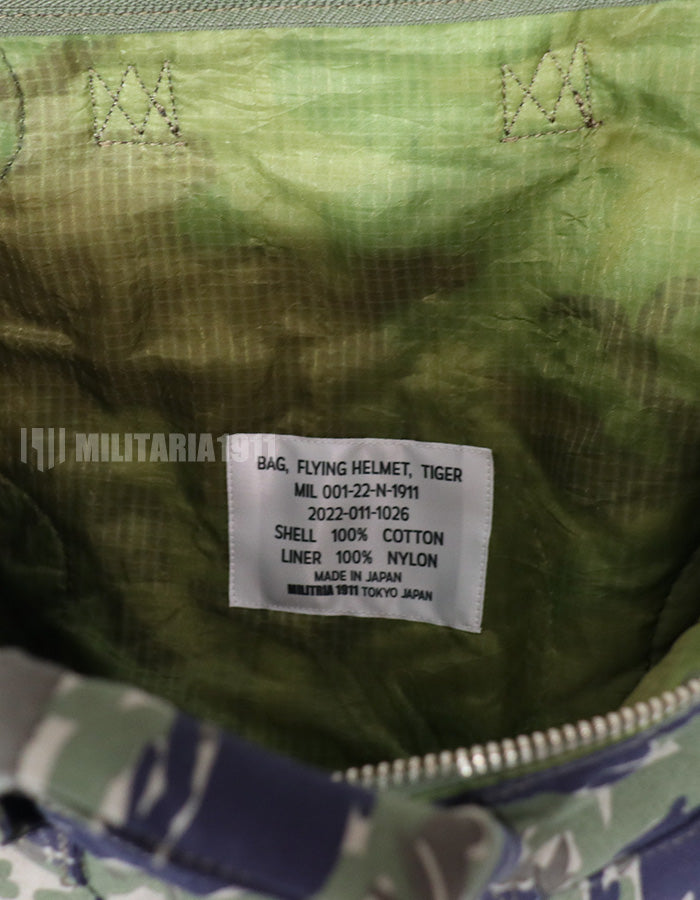 MILITARIA1911
BAG, FLYING HELMET, TIGER
MIL 001-22-N-1911
2022-011-1026
SHELL 100% COTTON
LINER 100% NYLON
MADE IN JAPAN
MILITRIA 1911 TOKYO JAPAN